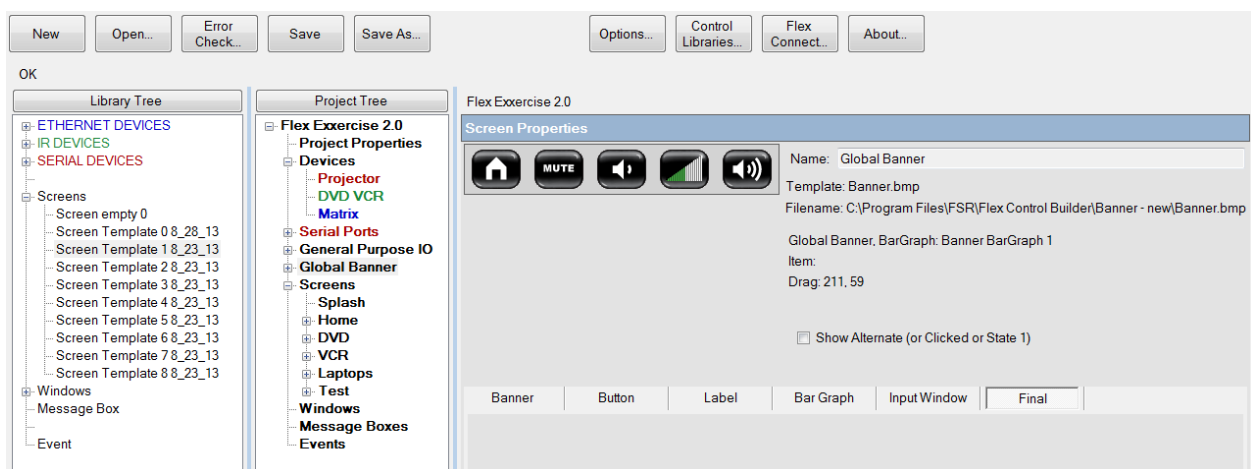 New
Open...
Error
Check...
Save
Save As...
Options...
Control
Libraries...
Flex
Connect...
About...
OK
Library Tree
ETHERNET DEVICES
IR DEVICES
SERIAL DEVICES
Screens
Screen empty 0
Screen Template 0 8_28_13
Screen Template 1 8_23_13
Screen Template 2 8_23_13
Screen Template 3 8_23_13
Screen Template 4 8_23_13
Screen Template 5 8_23_13
Screen Template 6 8_23_13
Screen Template 7 8_23_13
Screen Template 8 8_23_13
Windows
Message Box
Event
Project Tree
Flex Exxercise 2.0
Project Properties
Devices
Projector
DVD VCR
Matrix
Serial Ports
General Purpose IO
Global Banner
Screens
Splash
Home
DVD
VCR
Laptops
Test
Windows
Message Boxes
Events
Flex Exxercise 2.0
Screen Properties
MUTE
Name: Global Banner
Template: Banner.bmp
Filename: C:\Program Files\FSR\Flex Control Builder\Banner - new\Banner.bmp
Global Banner, BarGraph: Banner BarGraph 1
Item:
Drag: 211, 59
Show Alternate (or Clicked or State 1)
Banner
Button
Label
Bar Graph
Input Window
Final